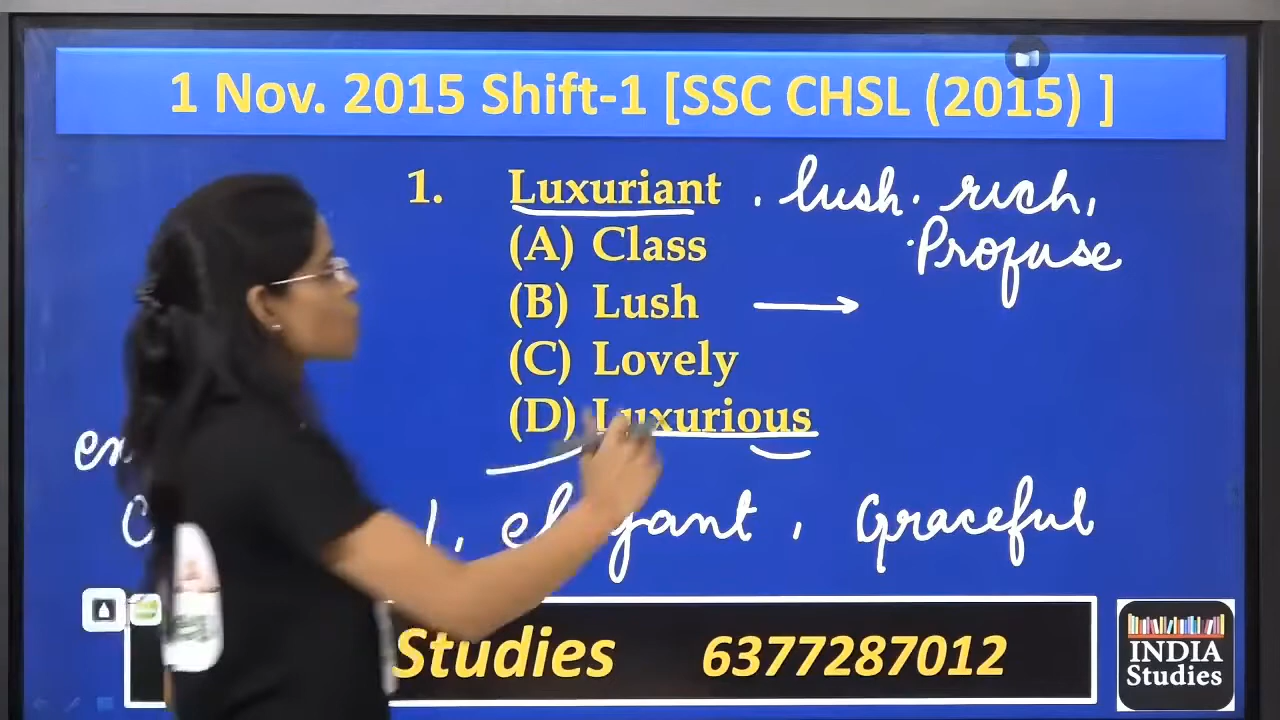 1 Nov. 2015 Shift-1 [SSC CHSL (2015) ]
1. Luxuriant . lush. rich,
(A) Class .Profuse
(B) Lush
(C) Lovely
(D) Luxurious
elegant, Graceful
Studies 6377287012
INDIA
Studies